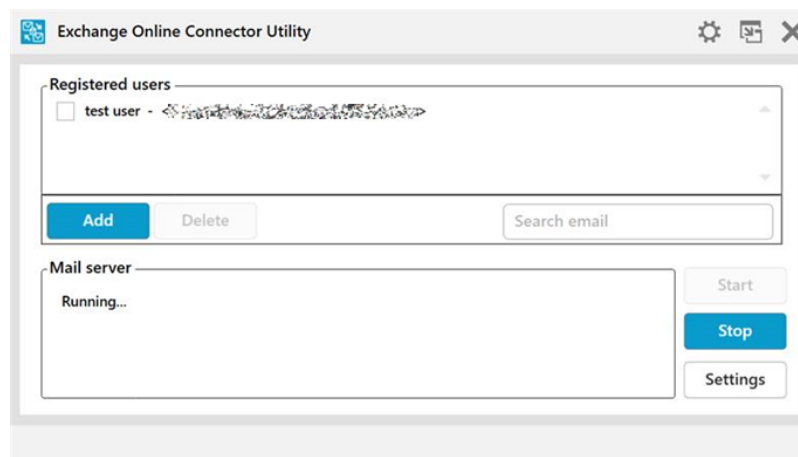 Exchange Online Connector Utility
Registered users
test user -
Add
Delete
Search email
Mail server
Running...
Start
Stop
Settings